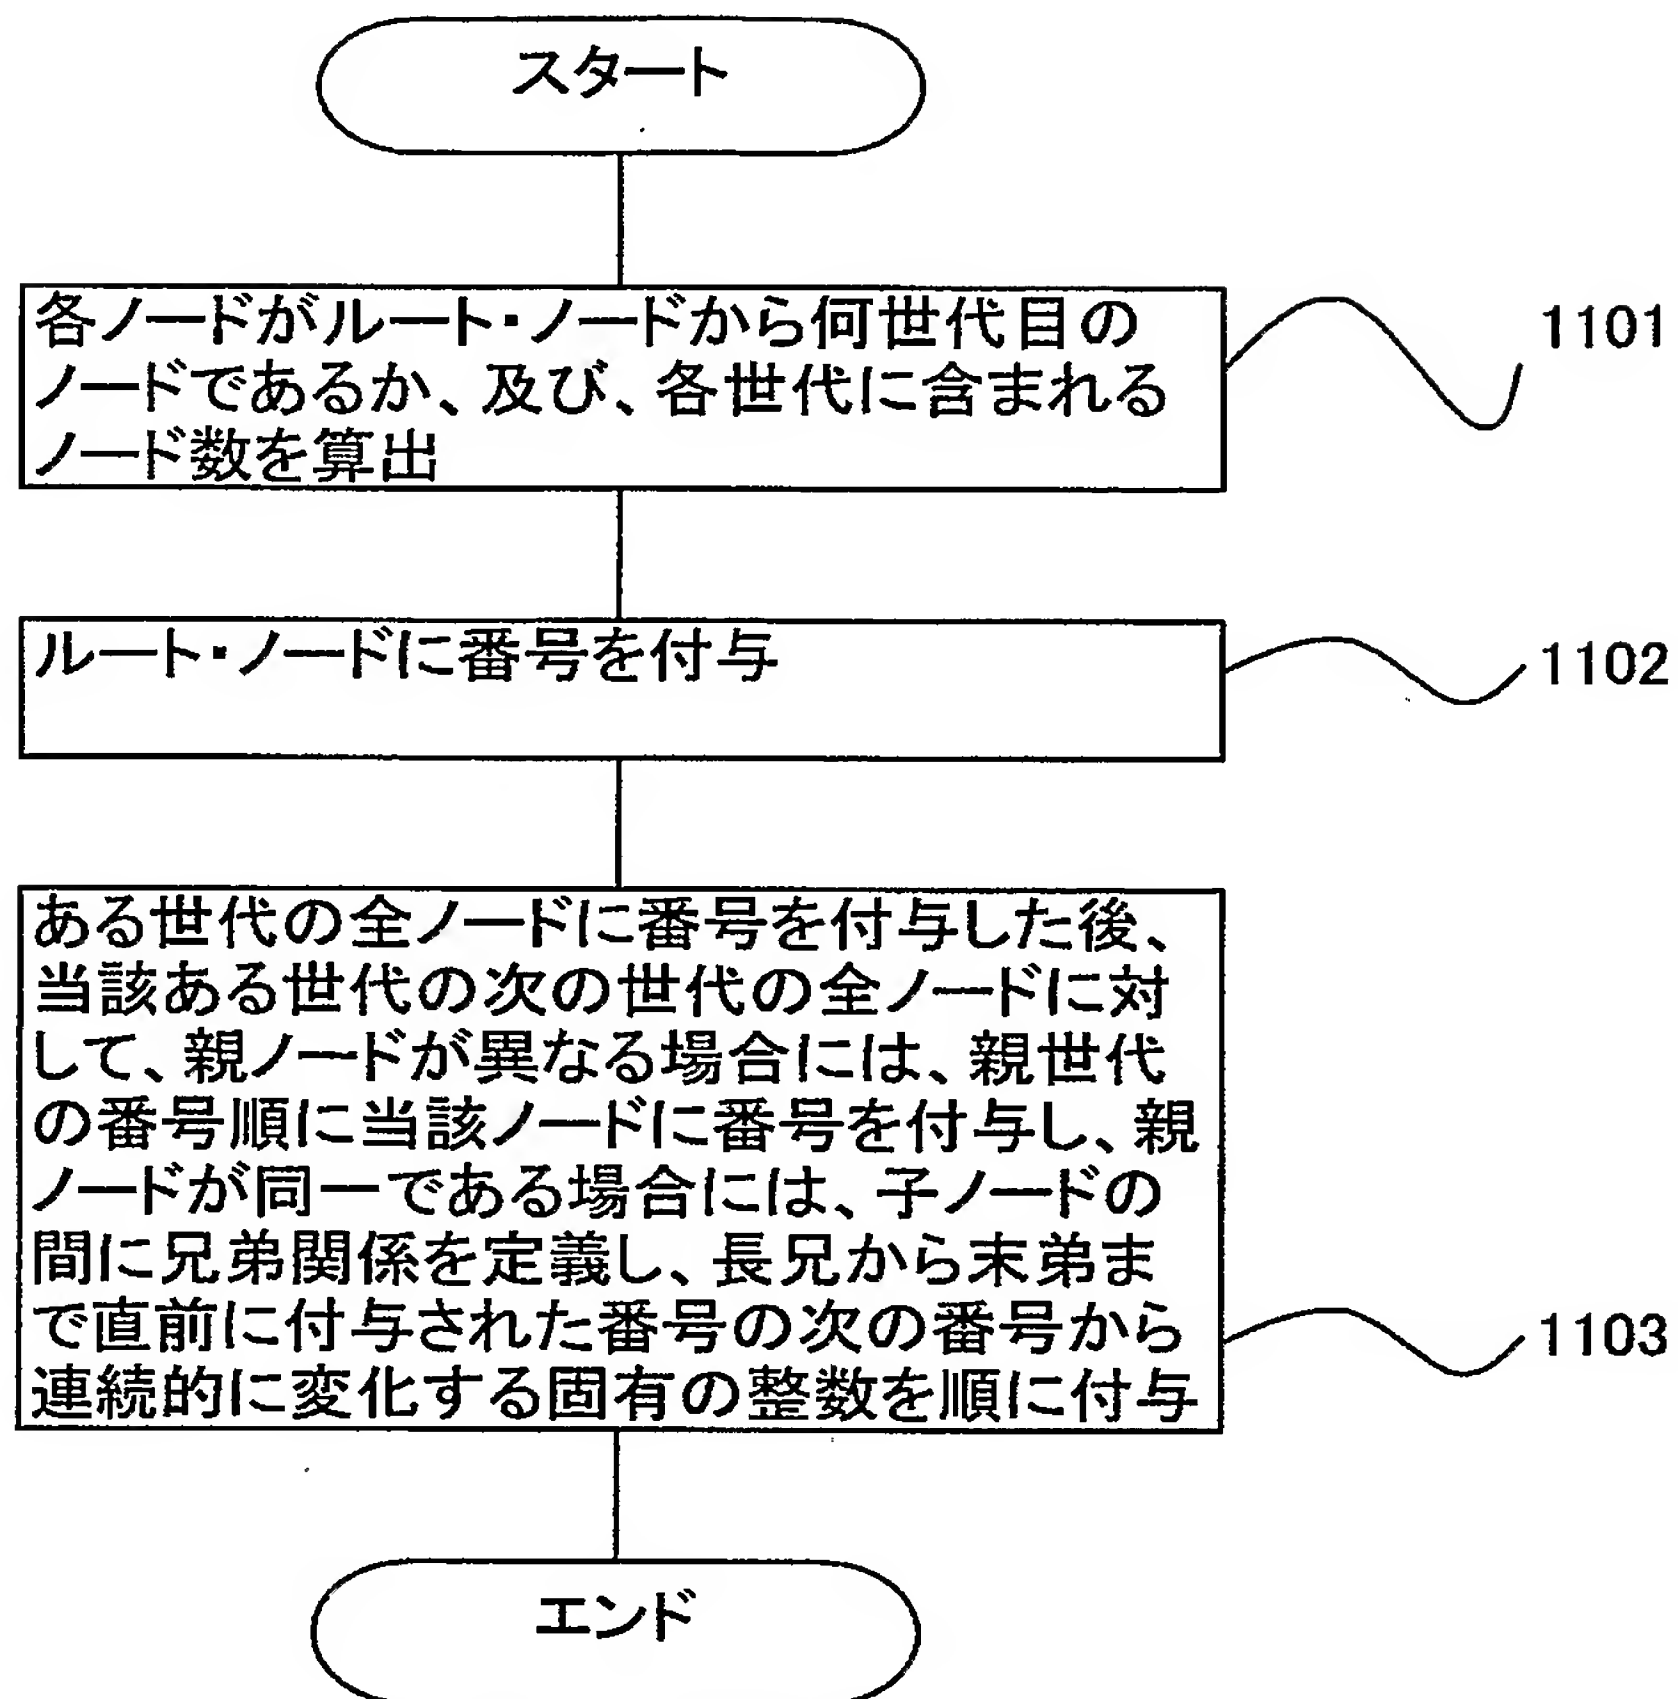 スタート
各ノードがルート・ノードから何世代目の
ノードであるか、及び、各世代に含まれる
ノード数を算出
1101
ルート・ノードに番号を付与
1102
ある世代の全ノードに番号を付与した後、
当該ある世代の次の世代の全ノードに対
して、親ノードが異なる場合には、親世代
の番号順に当該ノードに番号を付与し、親
ノードが同一である場合には、子ノードの
間に兄弟関係を定義し、長兄から末弟ま
で直前に付与された番号の次の番号から
連続的に変化する固有の整数を順に付与
1103
エンド